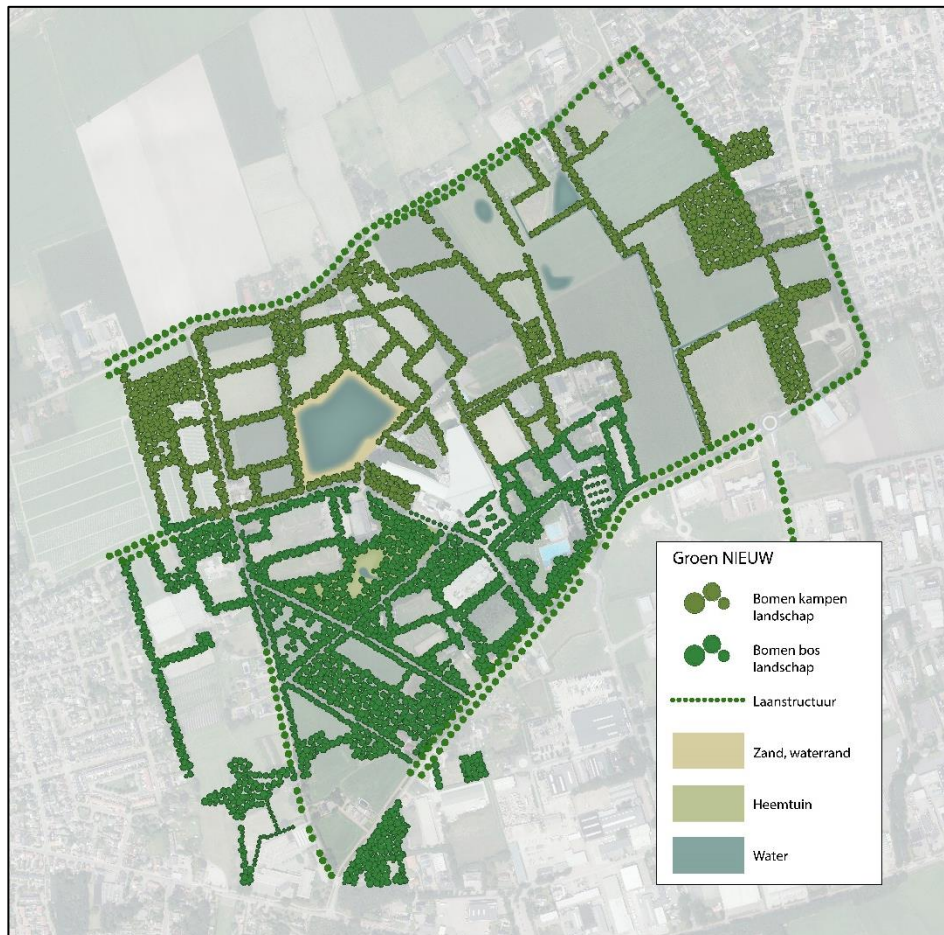 Groen NIEUW
Bomen kampen
landschap
Bomen bos
landschap
Laanstructuur
Zand, waterrand
Heemtuin
Water